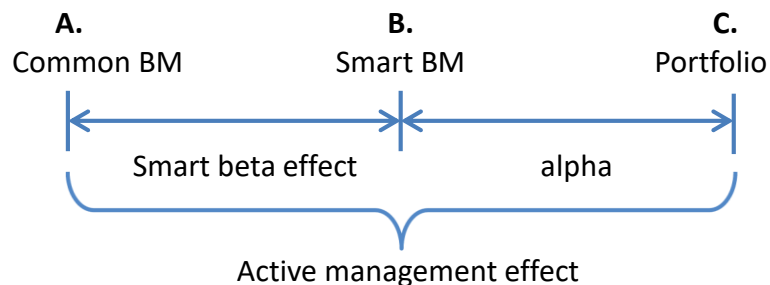 A. B. C.
Common BM Smart BM Portfolio
Smart beta effect alpha
Active management effect